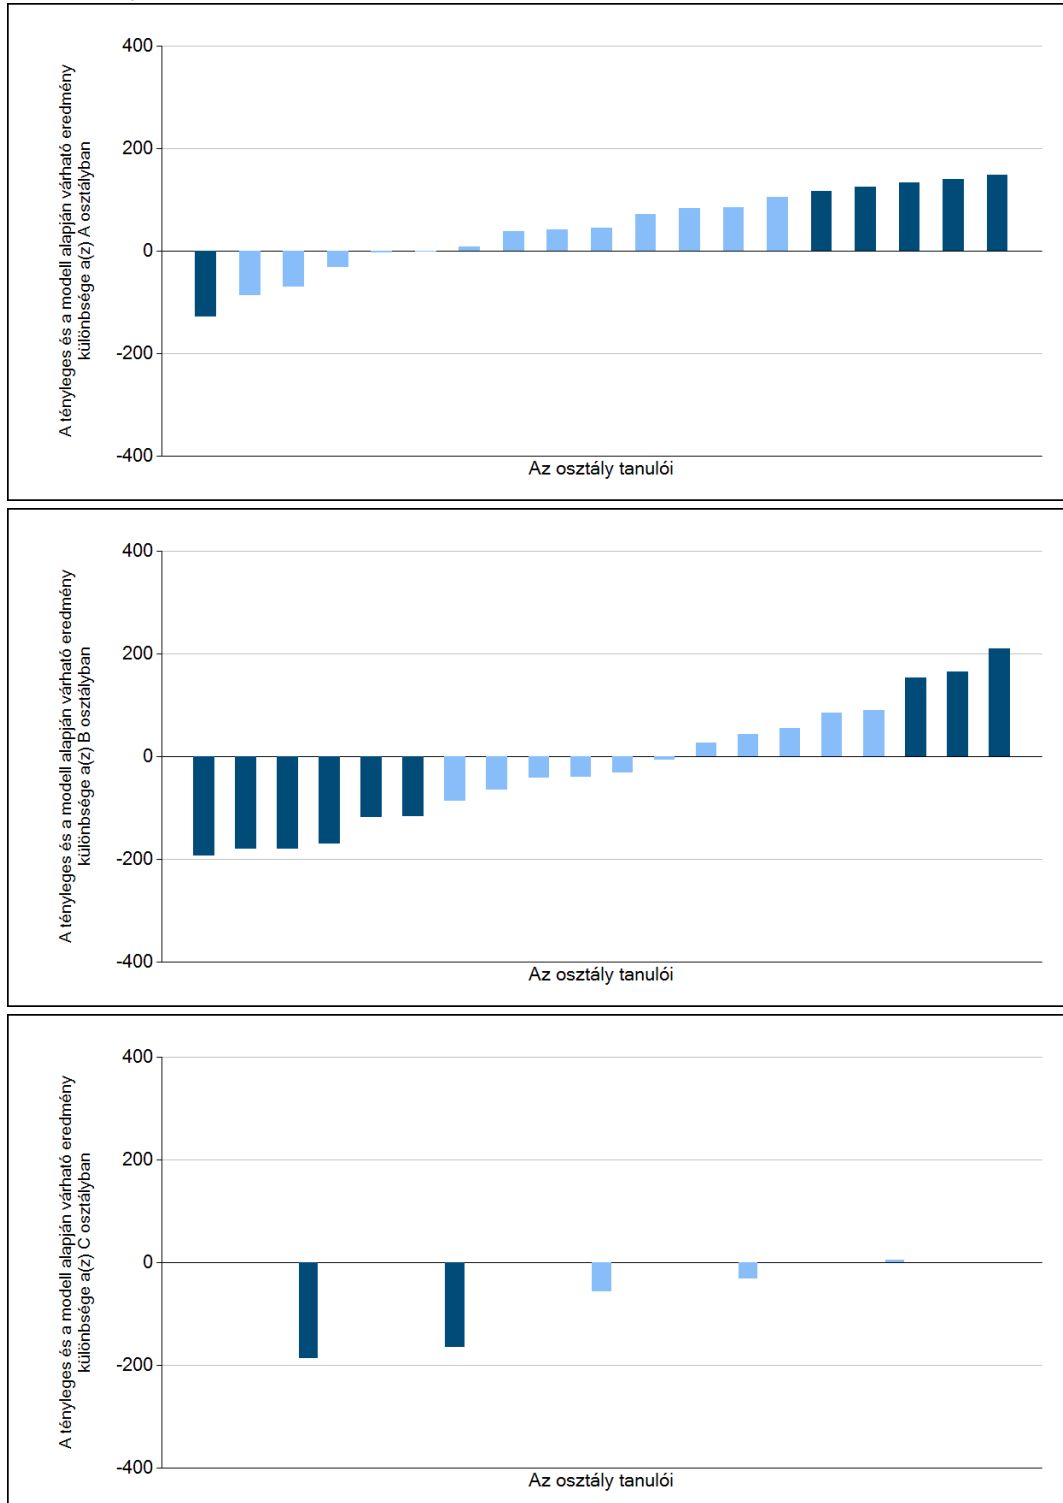 A tényleges és a modell alapján várható eredmény
különbsége a(z) A osztályban
400
200
0
-200
-400
Az osztály tanulói
A tényleges és a modell alapján várható eredmény
különbsége a(z) B osztályban
400
200
0
-200
-400
Az osztály tanulói
A tényleges és a modell alapján várható eredmény
különbsége a(z) C osztályban
400
200
0
-200
-400
Az osztály tanulói